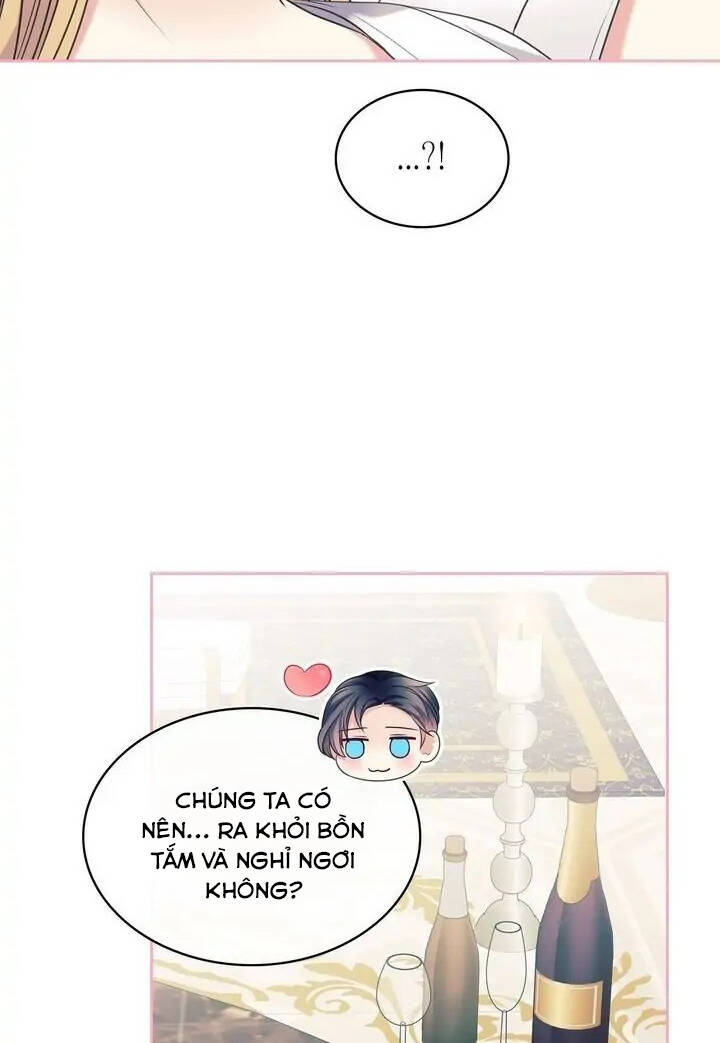 ...?!
CHÚNG TA CÓ
NÊN... RA KHỎI BỒN
TẮM VÀ NGHỈ NGƠI
KHÔNG?